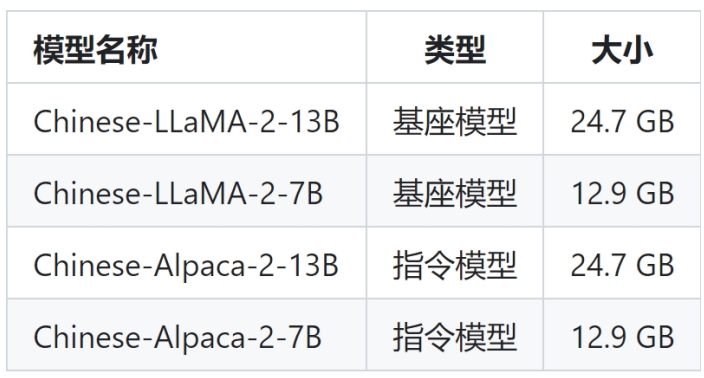 模型名称 类型 大小
Chinese-LLaMA-2-13B 基座模型 24.7 GB
Chinese-LLaMA-2-7B 基座模型 12.9 GB
Chinese-Alpaca-2-13B 指令模型 24.7 GB
Chinese-Alpaca-2-7B 指令模型 12.9 GB